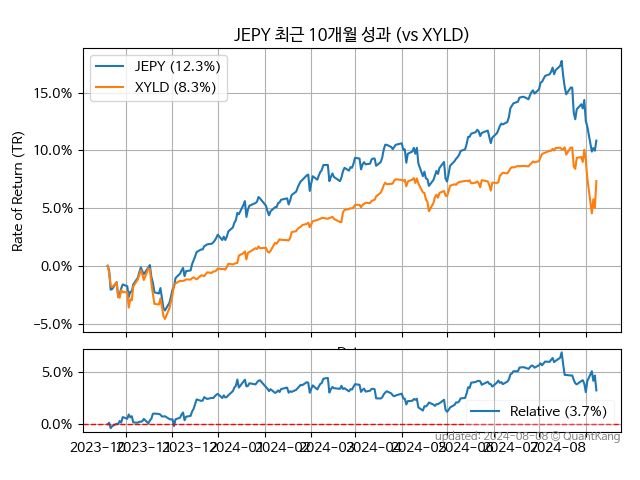 JEPY 최근 10개월 성과 (vs XYLD)
JEPY (12.3%)
XYLD (8.3%)
Rate of Return (TR)
15.0%
10.0%
5.0%
0.0%
−5.0%
5.0%
0.0%
Relative (3.7%)
2023-10 2023-11 2023-12 2024-01 2024-02 2024-03 2024-04 2024-05 2024-06 2024-07 2024-08
updated: 2024-08-08 © QuantKang